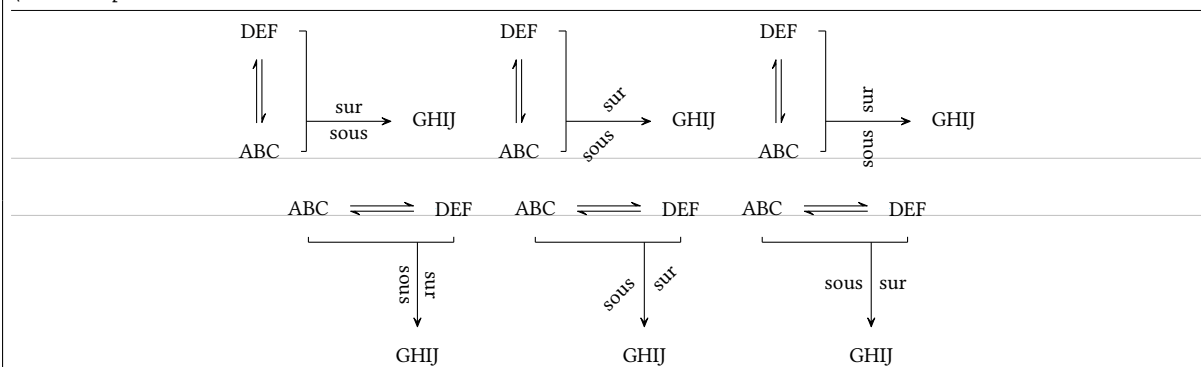 DEF DEF DEF
sur sur sur
GHIJ GHIJ GHIJ
sous sous sous
ABC ABC ABC
ABC DEF ABC DEF ABC DEF
sous sur sous sur sous sur
GHIJ GHIJ GHIJ